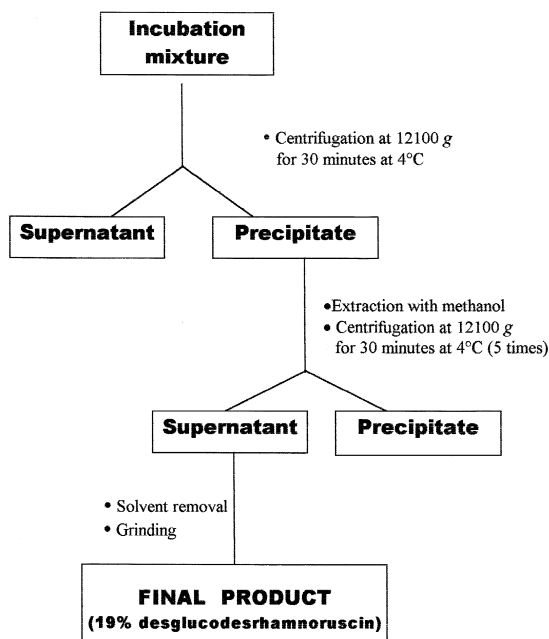 Incubation
mixture
• Centrifugation at 12100 g
for 30 minutes at 4°C
Supernatant
Precipitate
•Extraction with methanol
• Centrifugation at 12100 g
for 30 minutes at 4°C (5 times)
Supernatant
Precipitate
• Solvent removal
• Grinding
FINAL PRODUCT
(19% desglucodesrhamnoruscin)